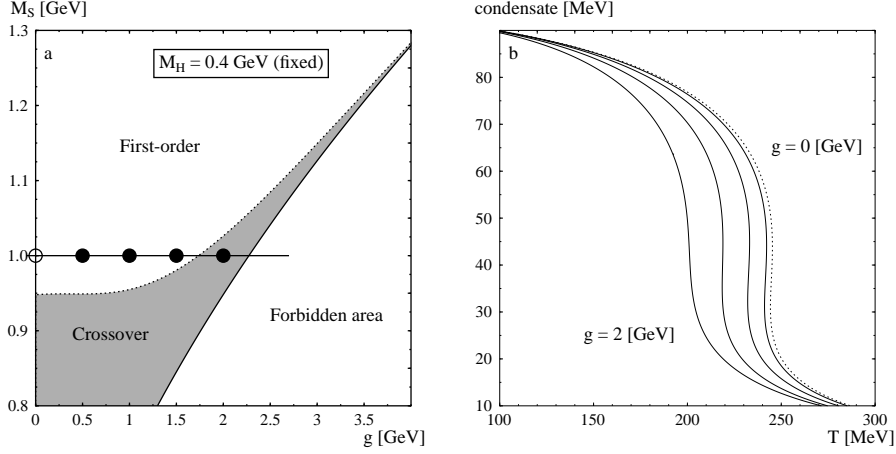 M_S [GeV]
1.3
1.2
1.1
1.0
0.9
0.8
a
M_H = 0.4 GeV (fixed)
First-order
Crossover
Forbidden area
0 0.5 1 1.5 2 2.5 3 3.5
g [GeV]
condensate [MeV]
80
70
60
50
40
30
20
10
b
g = 0 [GeV]
g = 2 [GeV]
100 150 200 250 300
T [MeV]